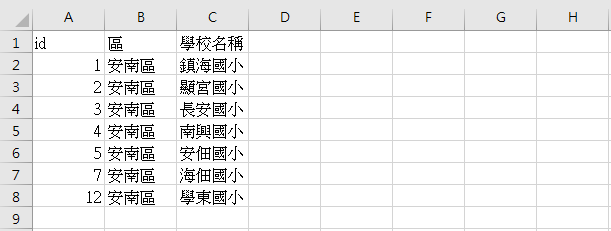 A B C D E F G H
1 id 區 學校名稱
2 1 安南區 鎮海國小
3 2 安南區 顯宮國小
4 3 安南區 長安國小
5 4 安南區 南興國小
6 5 安南區 安佃國小
7 7 安南區 海佃國小
8 12 安南區 學東國小
9